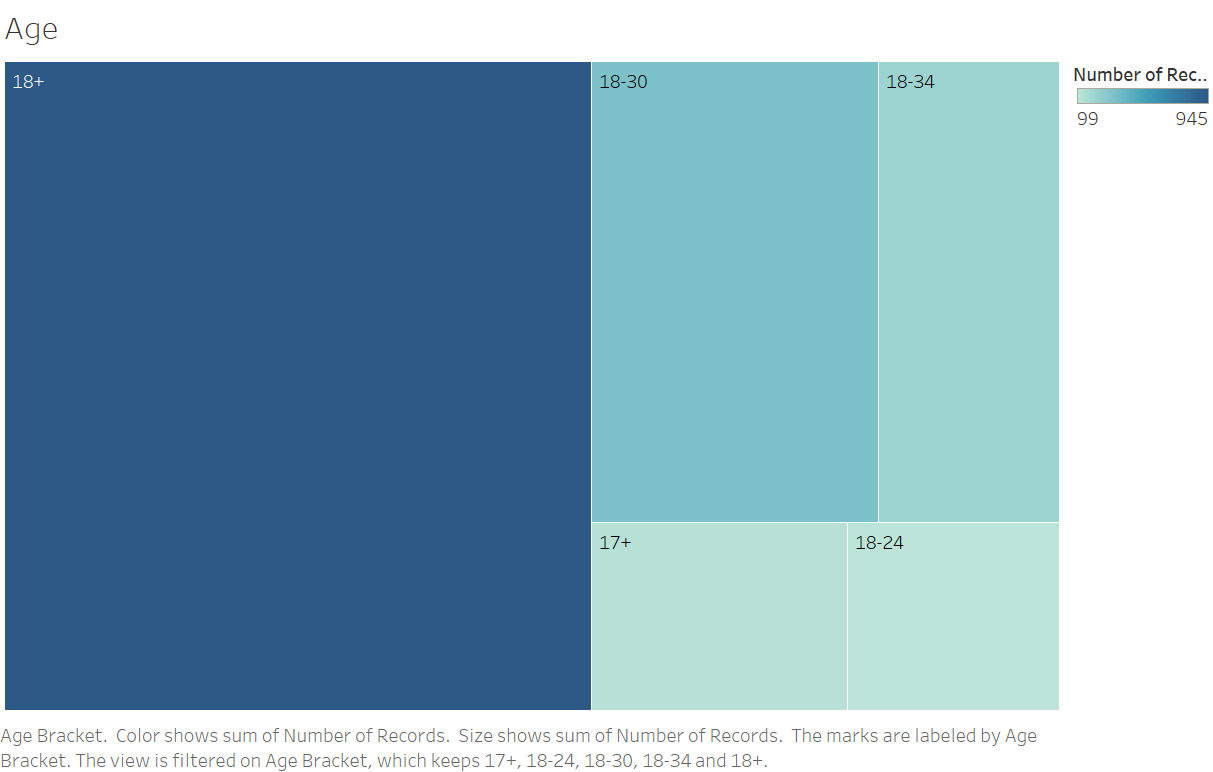 Age
18+
18-30
18-34
Number of Rec..
99
945
17+
18-24
Age Bracket.  Color shows sum of Number of Records.  Size shows sum of Number of Records.  The marks are labeled by Age
Bracket. The view is filtered on Age Bracket, which keeps 17+, 18-24, 18-30, 18-34 and 18+.